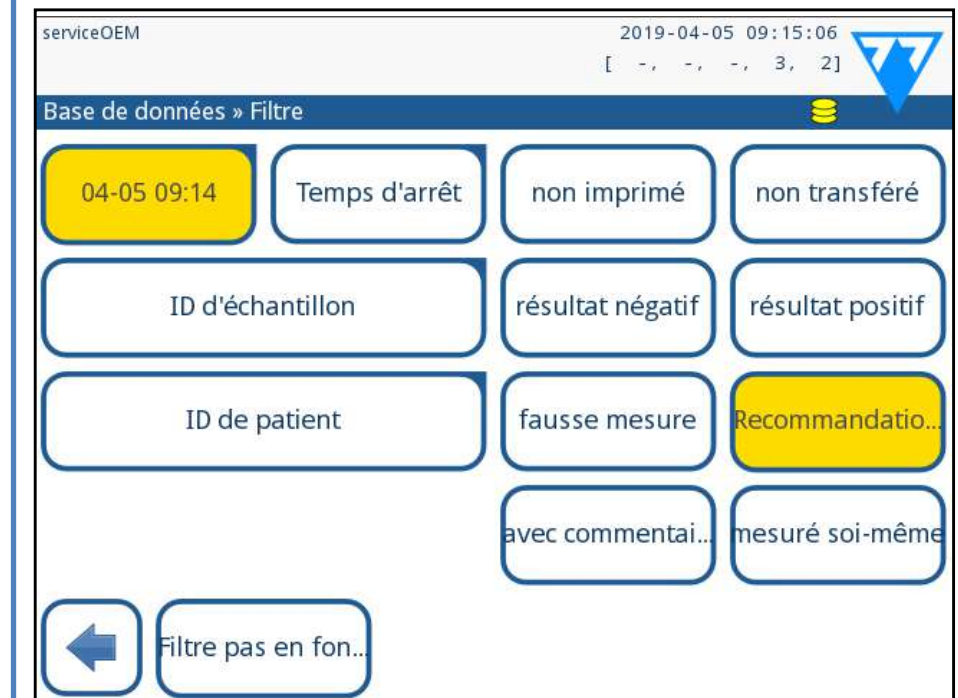 serviceOEM
2019-04-05 09:15:06
[ -, -, -, 3, 2]
Base de données » Filtre
04-05 09:14
Temps d'arrêt
non imprimé
non transféré
ID d'échantillon
résultat négatif
résultat positif
ID de patient
fausse mesure
Recommandatio...
avec commentai...
mesuré soi-même
Filtre pas en fon...